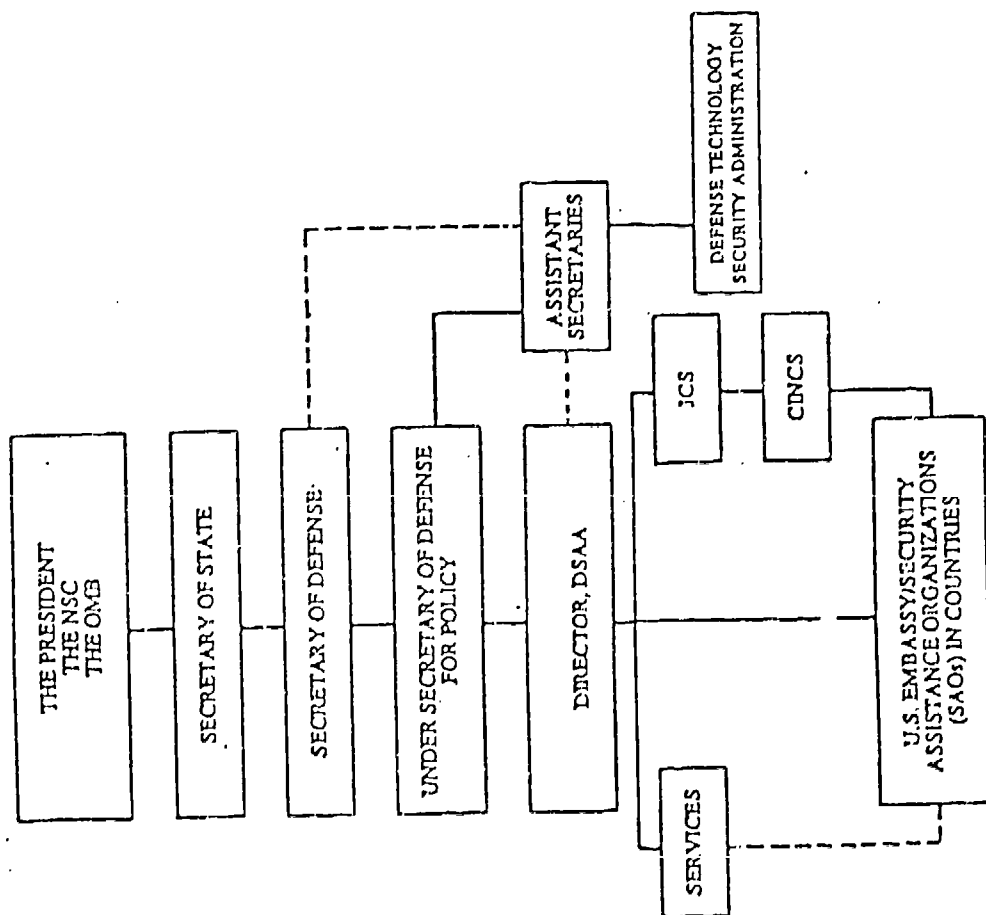 THE PRESIDENT
THE NSC
THE OMB
SECRETARY OF STATE
SECRETARY OF DEFENSE
UNDER SECRETARY OF DEFENSE
FOR POLICY
ASSISTANT
SECRETARIES
DIRECTOR, DSAA
DEFENSE TECHNOLOGY
SECURITY ADMINISTRATION
SERVICES
JCS
CINCS
U.S. EMBASSY/SECURITY
ASSISTANCE ORGANIZATIONS
(SAOs) IN COUNTRIES